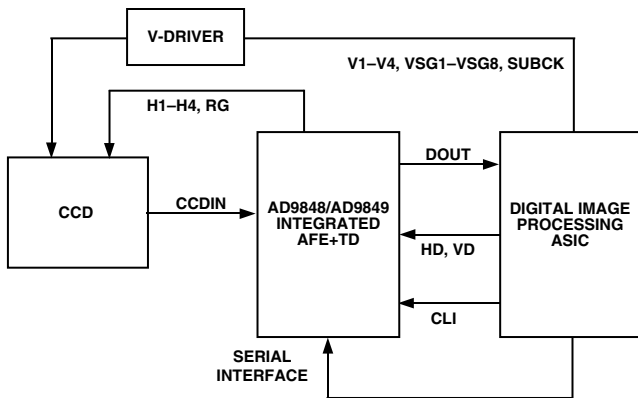 V-DRIVER
V1–V4, VSG1–VSG8, SUBCK
H1–H4, RG
CCD
CCDIN
AD9848/AD9849
INTEGRATED
AFE+TD
DOUT
HD, VD
CLI
DIGITAL IMAGE
PROCESSING
ASIC
SERIAL
INTERFACE